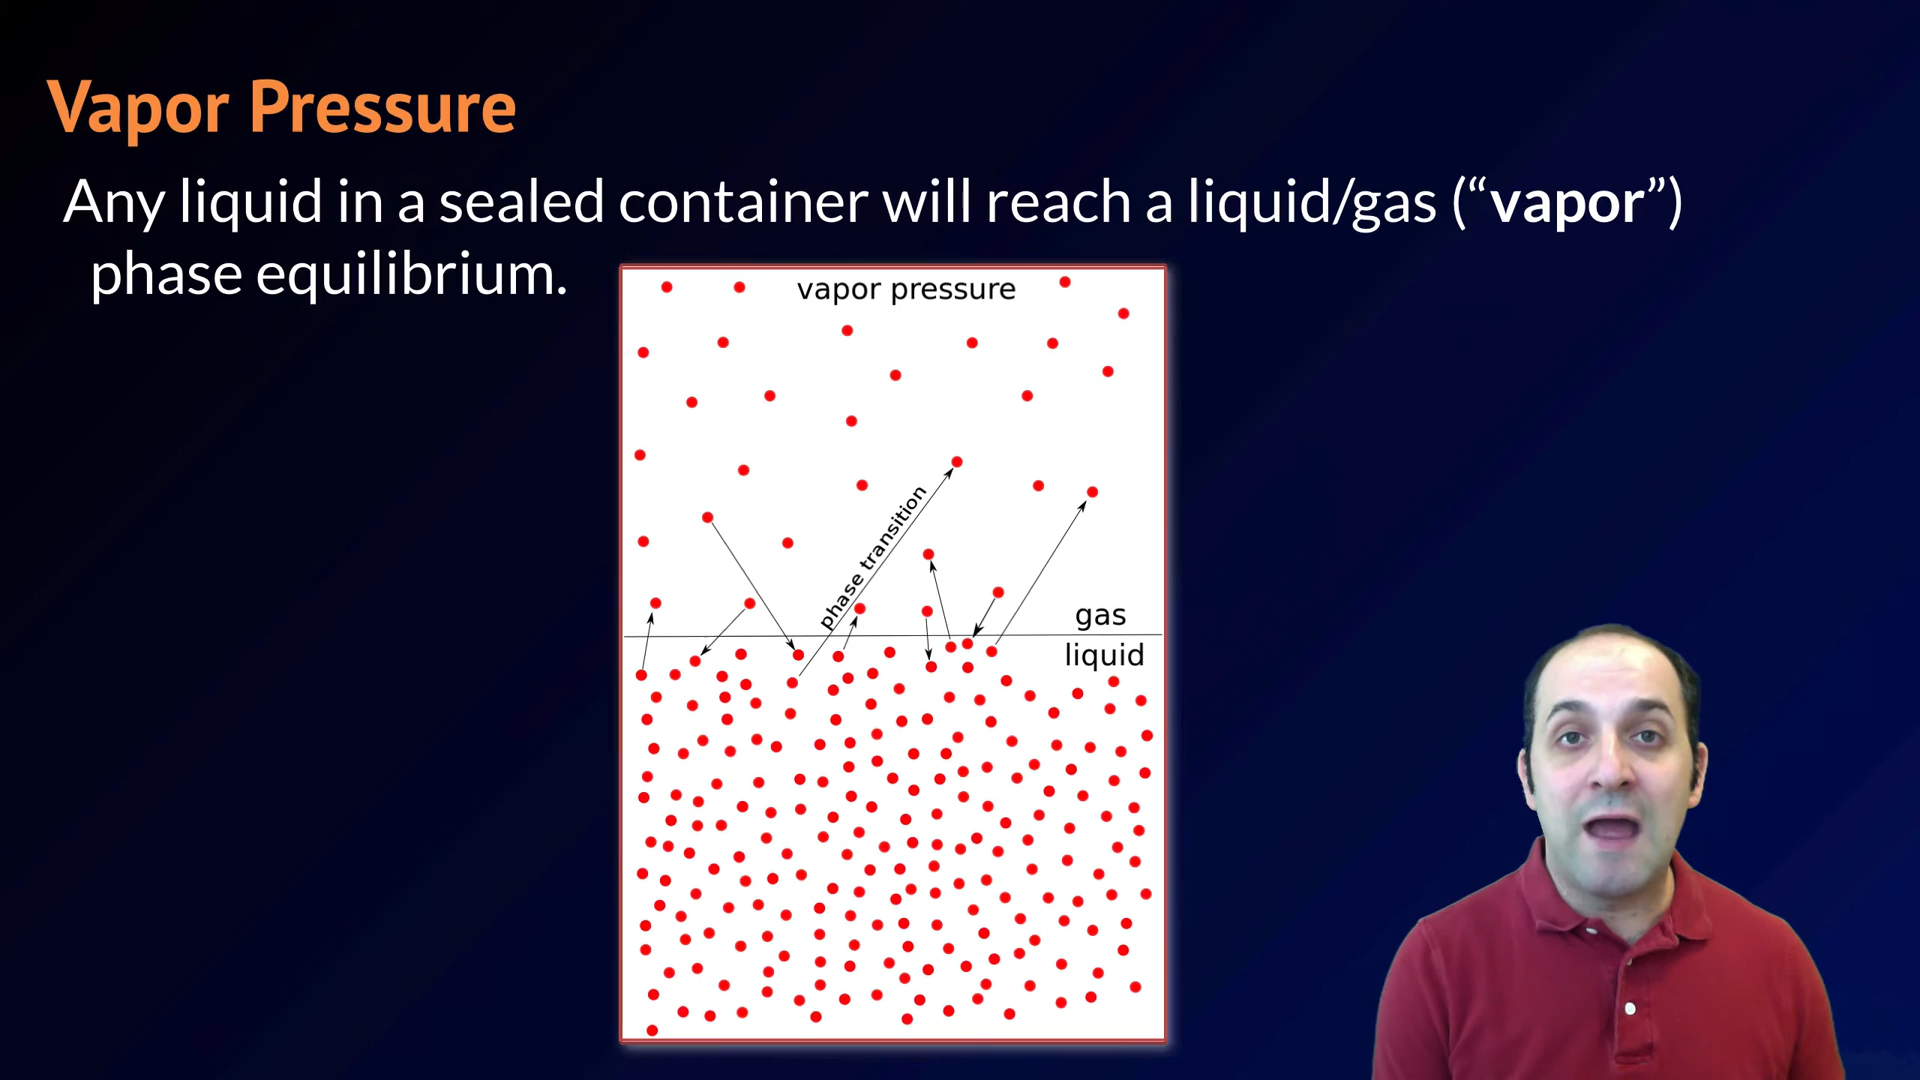 Vapor Pressure
Any liquid in a sealed container will reach a liquid/gas (“vapor”)
phase equilibrium.
vapor pressure
phase transition
gas
liquid